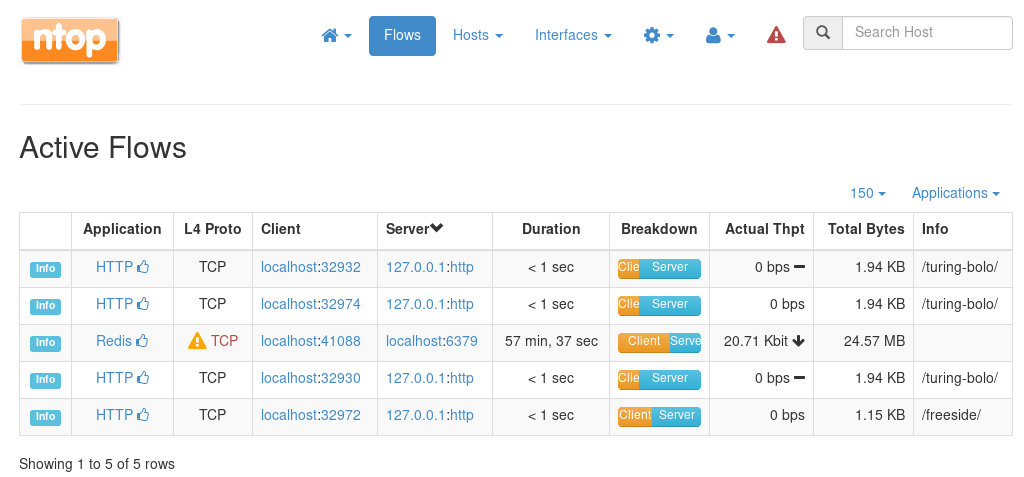 ntop
Flows Hosts Interfaces Search Host
Active Flows
150 Applications
Application L4 Proto Client Server Duration Breakdown Actual Thpt Total Bytes Info
Info HTTP TCP localhost:32932 127.0.0.1:http < 1 sec Clie Server 0 bps 1.94 KB /turing-bolo/
Info HTTP TCP localhost:32974 127.0.0.1:http < 1 sec Clie Server 0 bps 1.94 KB /turing-bolo/
Info Redis TCP localhost:41088 localhost:6379 57 min, 37 sec Client Serve 20.71 Kbit 24.57 MB
Info HTTP TCP localhost:32930 127.0.0.1:http < 1 sec Clie Server 0 bps 1.94 KB /turing-bolo/
Info HTTP TCP localhost:32972 127.0.0.1:http < 1 sec Client Server 0 bps 1.15 KB /freeside/
Showing 1 to 5 of 5 rows